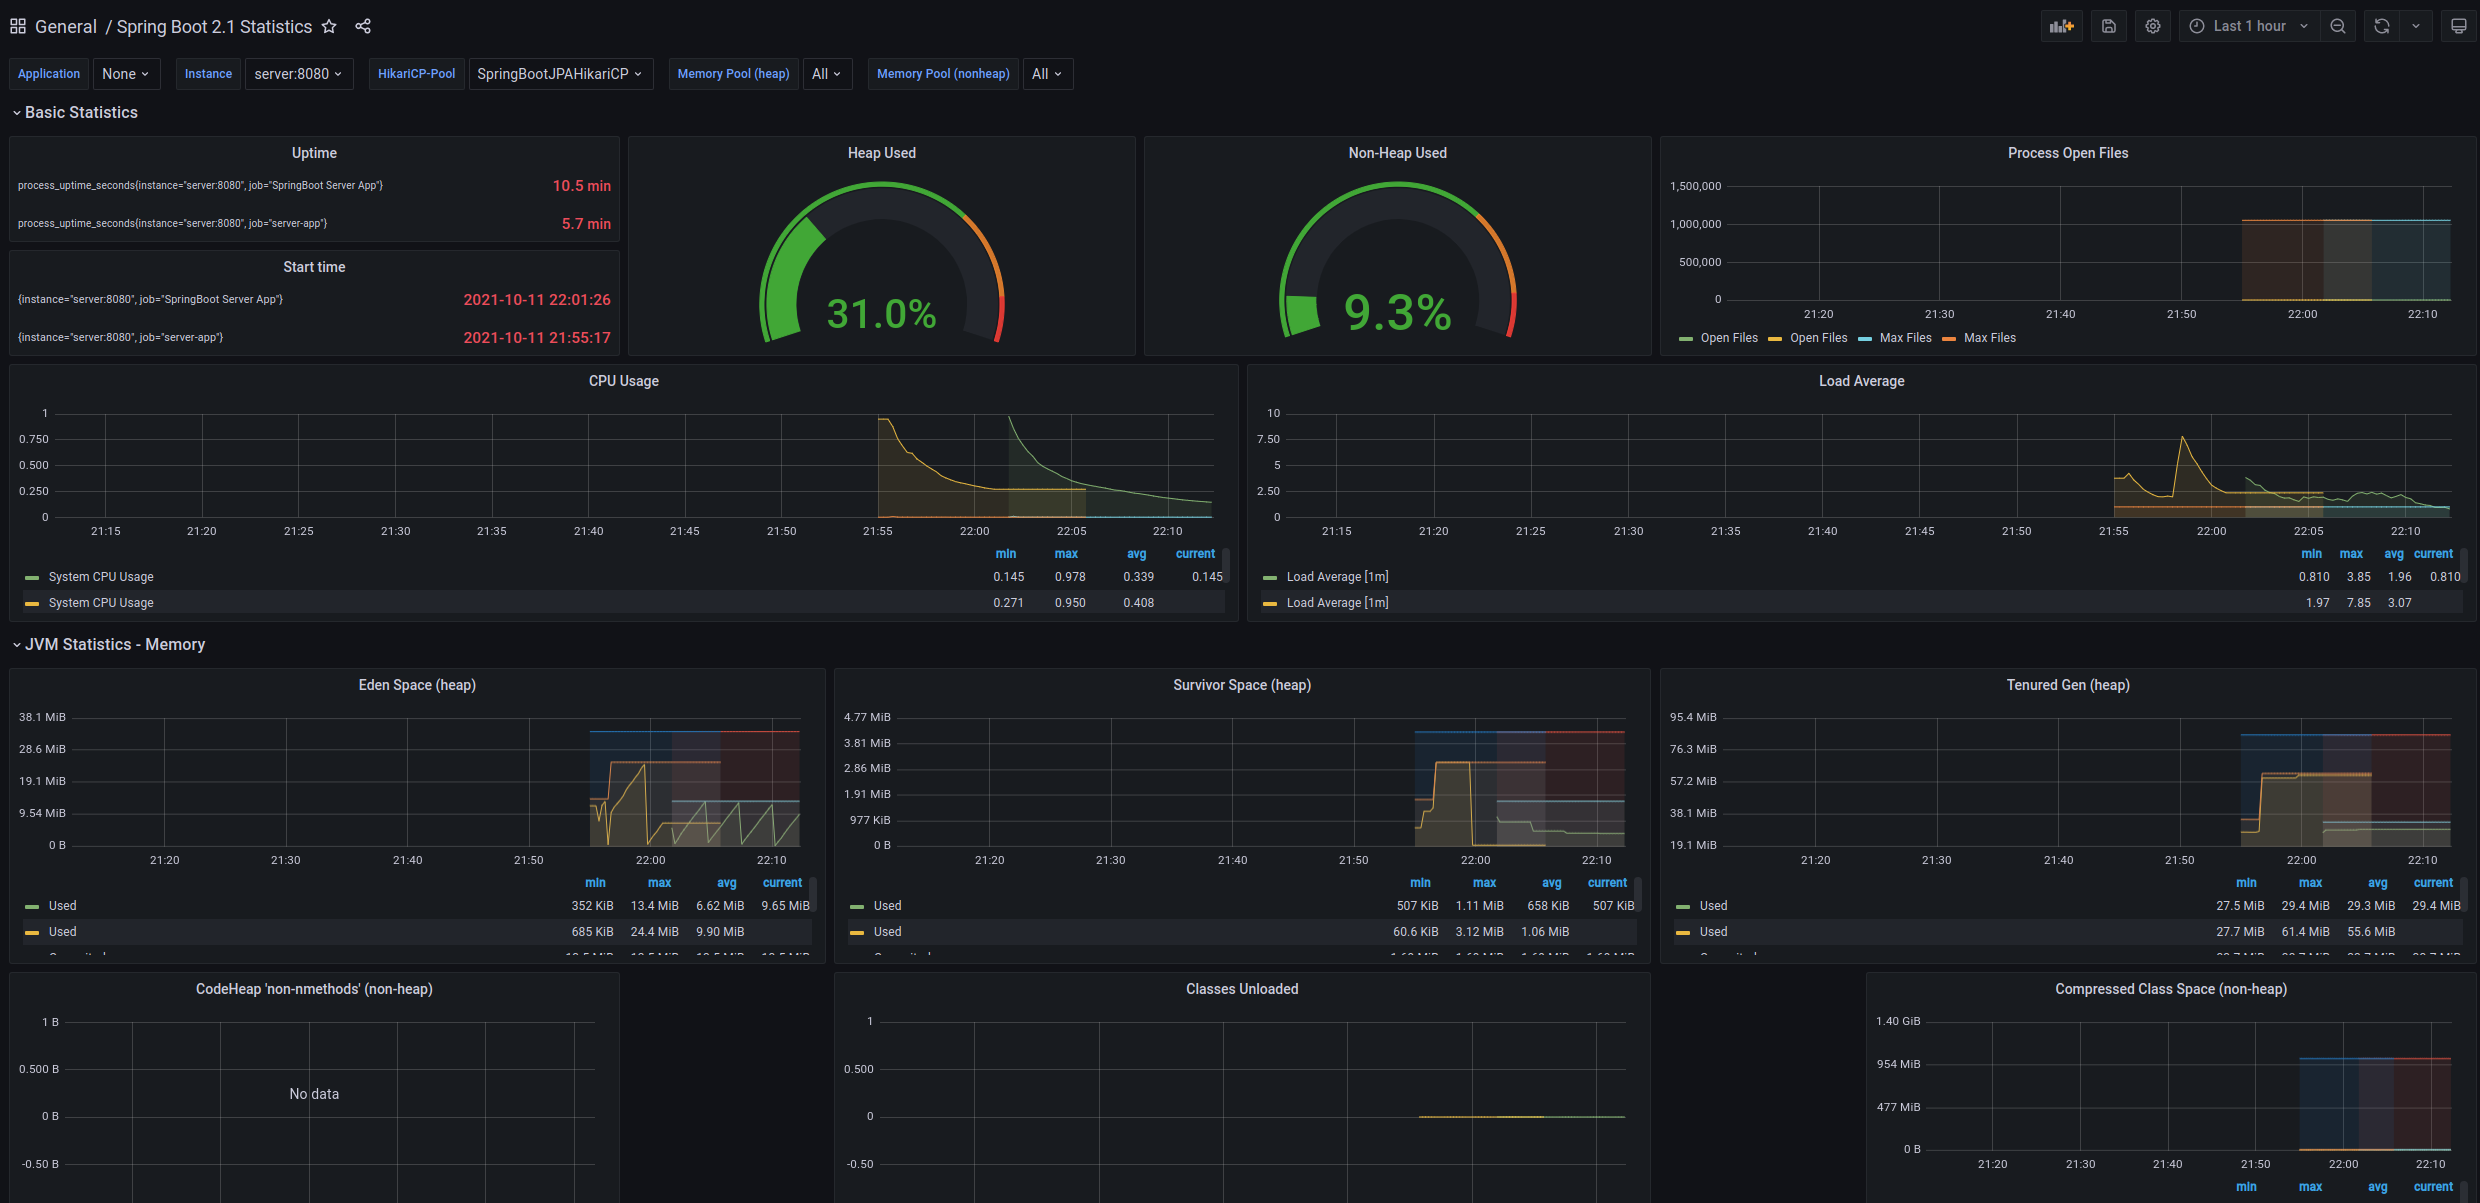 General / Spring Boot 2.1 Statistics
Last 1 hour
Application None Instance server:8080 HikariCP-Pool SpringBootJPAHikariCP Memory Pool (heap) All Memory Pool (nonheap) All
Basic Statistics
Uptime
process_uptime_seconds{instance="server:8080", job="SpringBoot Server App"} 10.5 min
process_uptime_seconds{instance="server:8080", job="server-app"} 5.7 min
Start time
{instance="server:8080", job="SpringBoot Server App"} 2021-10-11 22:01:26
{instance="server:8080", job="server-app"} 2021-10-11 21:55:17
Heap Used
31.0%
Non-Heap Used
9.3%
Process Open Files
1,500,000
1,000,000
500,000
0
21:20 21:30 21:40 21:50 22:00 22:10
Open Files Open Files Max Files Max Files
CPU Usage
1
0.750
0.500
0.250
0
21:15 21:20 21:25 21:30 21:35 21:40 21:45 21:50 21:55 22:00 22:05 22:10
min max avg current
System CPU Usage 0.145 0.978 0.339 0.145
System CPU Usage 0.271 0.950 0.408
Load Average
10
7.50
5
2.50
0
21:15 21:20 21:25 21:30 21:35 21:40 21:45 21:50 21:55 22:00 22:05 22:10
min max avg current
Load Average [1m] 0.810 3.85 1.96 0.810
Load Average [1m] 1.97 7.85 3.07
JVM Statistics - Memory
Eden Space (heap)
38.1 MiB
28.6 MiB
19.1 MiB
9.54 MiB
0 B
21:20 21:30 21:40 21:50 22:00 22:10
min max avg current
Used 352 KiB 13.4 MiB 6.62 MiB 9.65 MiB
Used 685 KiB 24.4 MiB 9.90 MiB
Survivor Space (heap)
4.77 MiB
3.81 MiB
2.86 MiB
1.91 MiB
977 KiB
0 B
21:20 21:30 21:40 21:50 22:00 22:10
min max avg current
Used 507 KiB 1.11 MiB 658 KiB 507 KiB
Used 60.6 KiB 3.12 MiB 1.06 MiB
Tenured Gen (heap)
95.4 MiB
76.3 MiB
57.2 MiB
38.1 MiB
19.1 MiB
21:20 21:30 21:40 21:50 22:00 22:10
min max avg current
Used 27.5 MiB 29.4 MiB 29.3 MiB 29.4 MiB
Used 27.7 MiB 61.4 MiB 55.6 MiB
CodeHeap 'non-nmethods' (non-heap)
1 B
0.500 B
0 B
-0.50 B
No data
Classes Unloaded
1
0.500
0
-0.50
Compressed Class Space (non-heap)
1.40 GiB
954 MiB
477 MiB
0 B
21:20 21:30 21:40 21:50 22:00 22:10
min max avg current